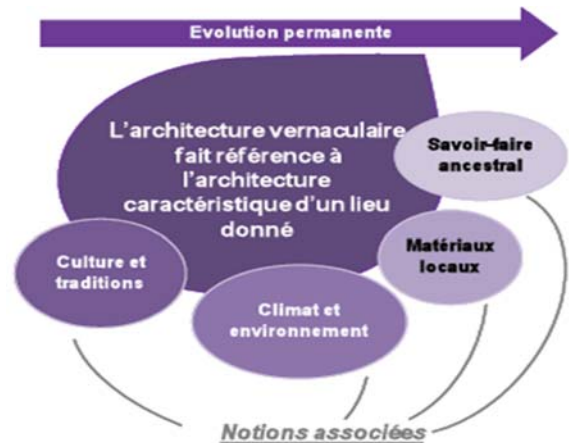 Evolution permanente
L'architecture vernaculaire
fait référence à
l'architecture
caractéristique d'un lieu
donné
Savoir-faire
ancestral
Matériaux
locaux
Culture et
traditions
Climat et
environnement
Notions associées